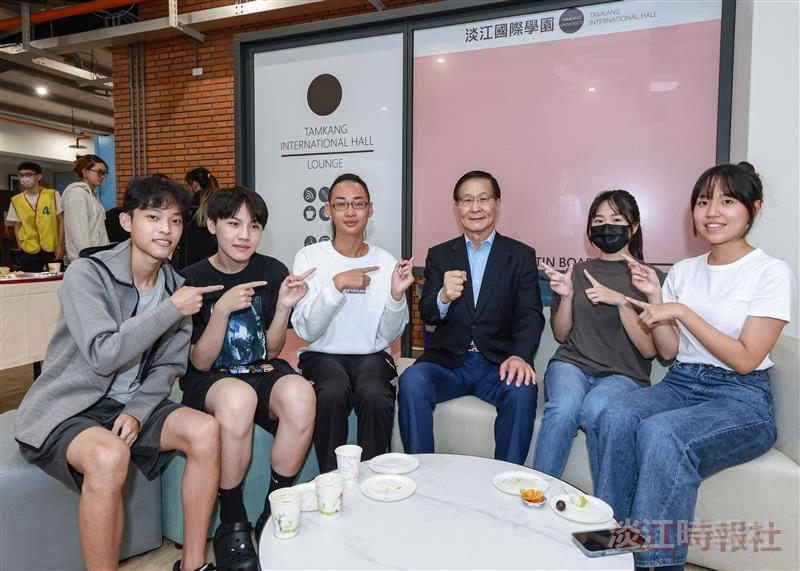 淡江國際學園
TAMKANG
UNIVERSITY
TAMKANG
INTERNATIONAL HALL
TAMKANG
INTERNATIONAL HALL
LOUNGE
4
TIN BOA
淡江時報社